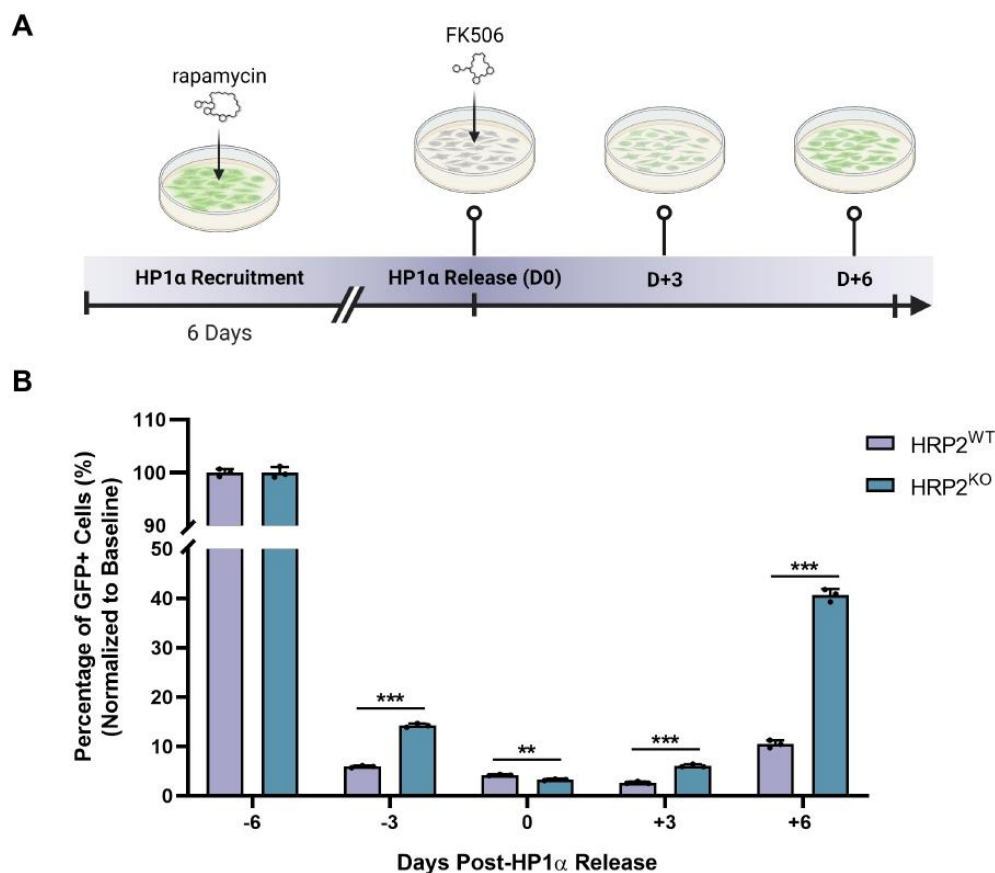 A
rapamycin
FK506
HP1α Recruitment
HP1α Release (D0)
D+3
D+6
6 Days
B
Percentage of GFP+ Cells (%)
(Normalized to Baseline)
110
100
90
50
40
30
20
10
0
***
**
***
***
HRP2WT
HRP2KO
-6
-3
0
+3
+6
Days Post-HP1α Release